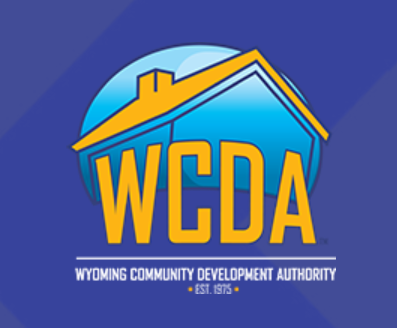 WCDA
WYOMING COMMUNITY DEVELOPMENT AUTHORITY
• EST. 1975 •